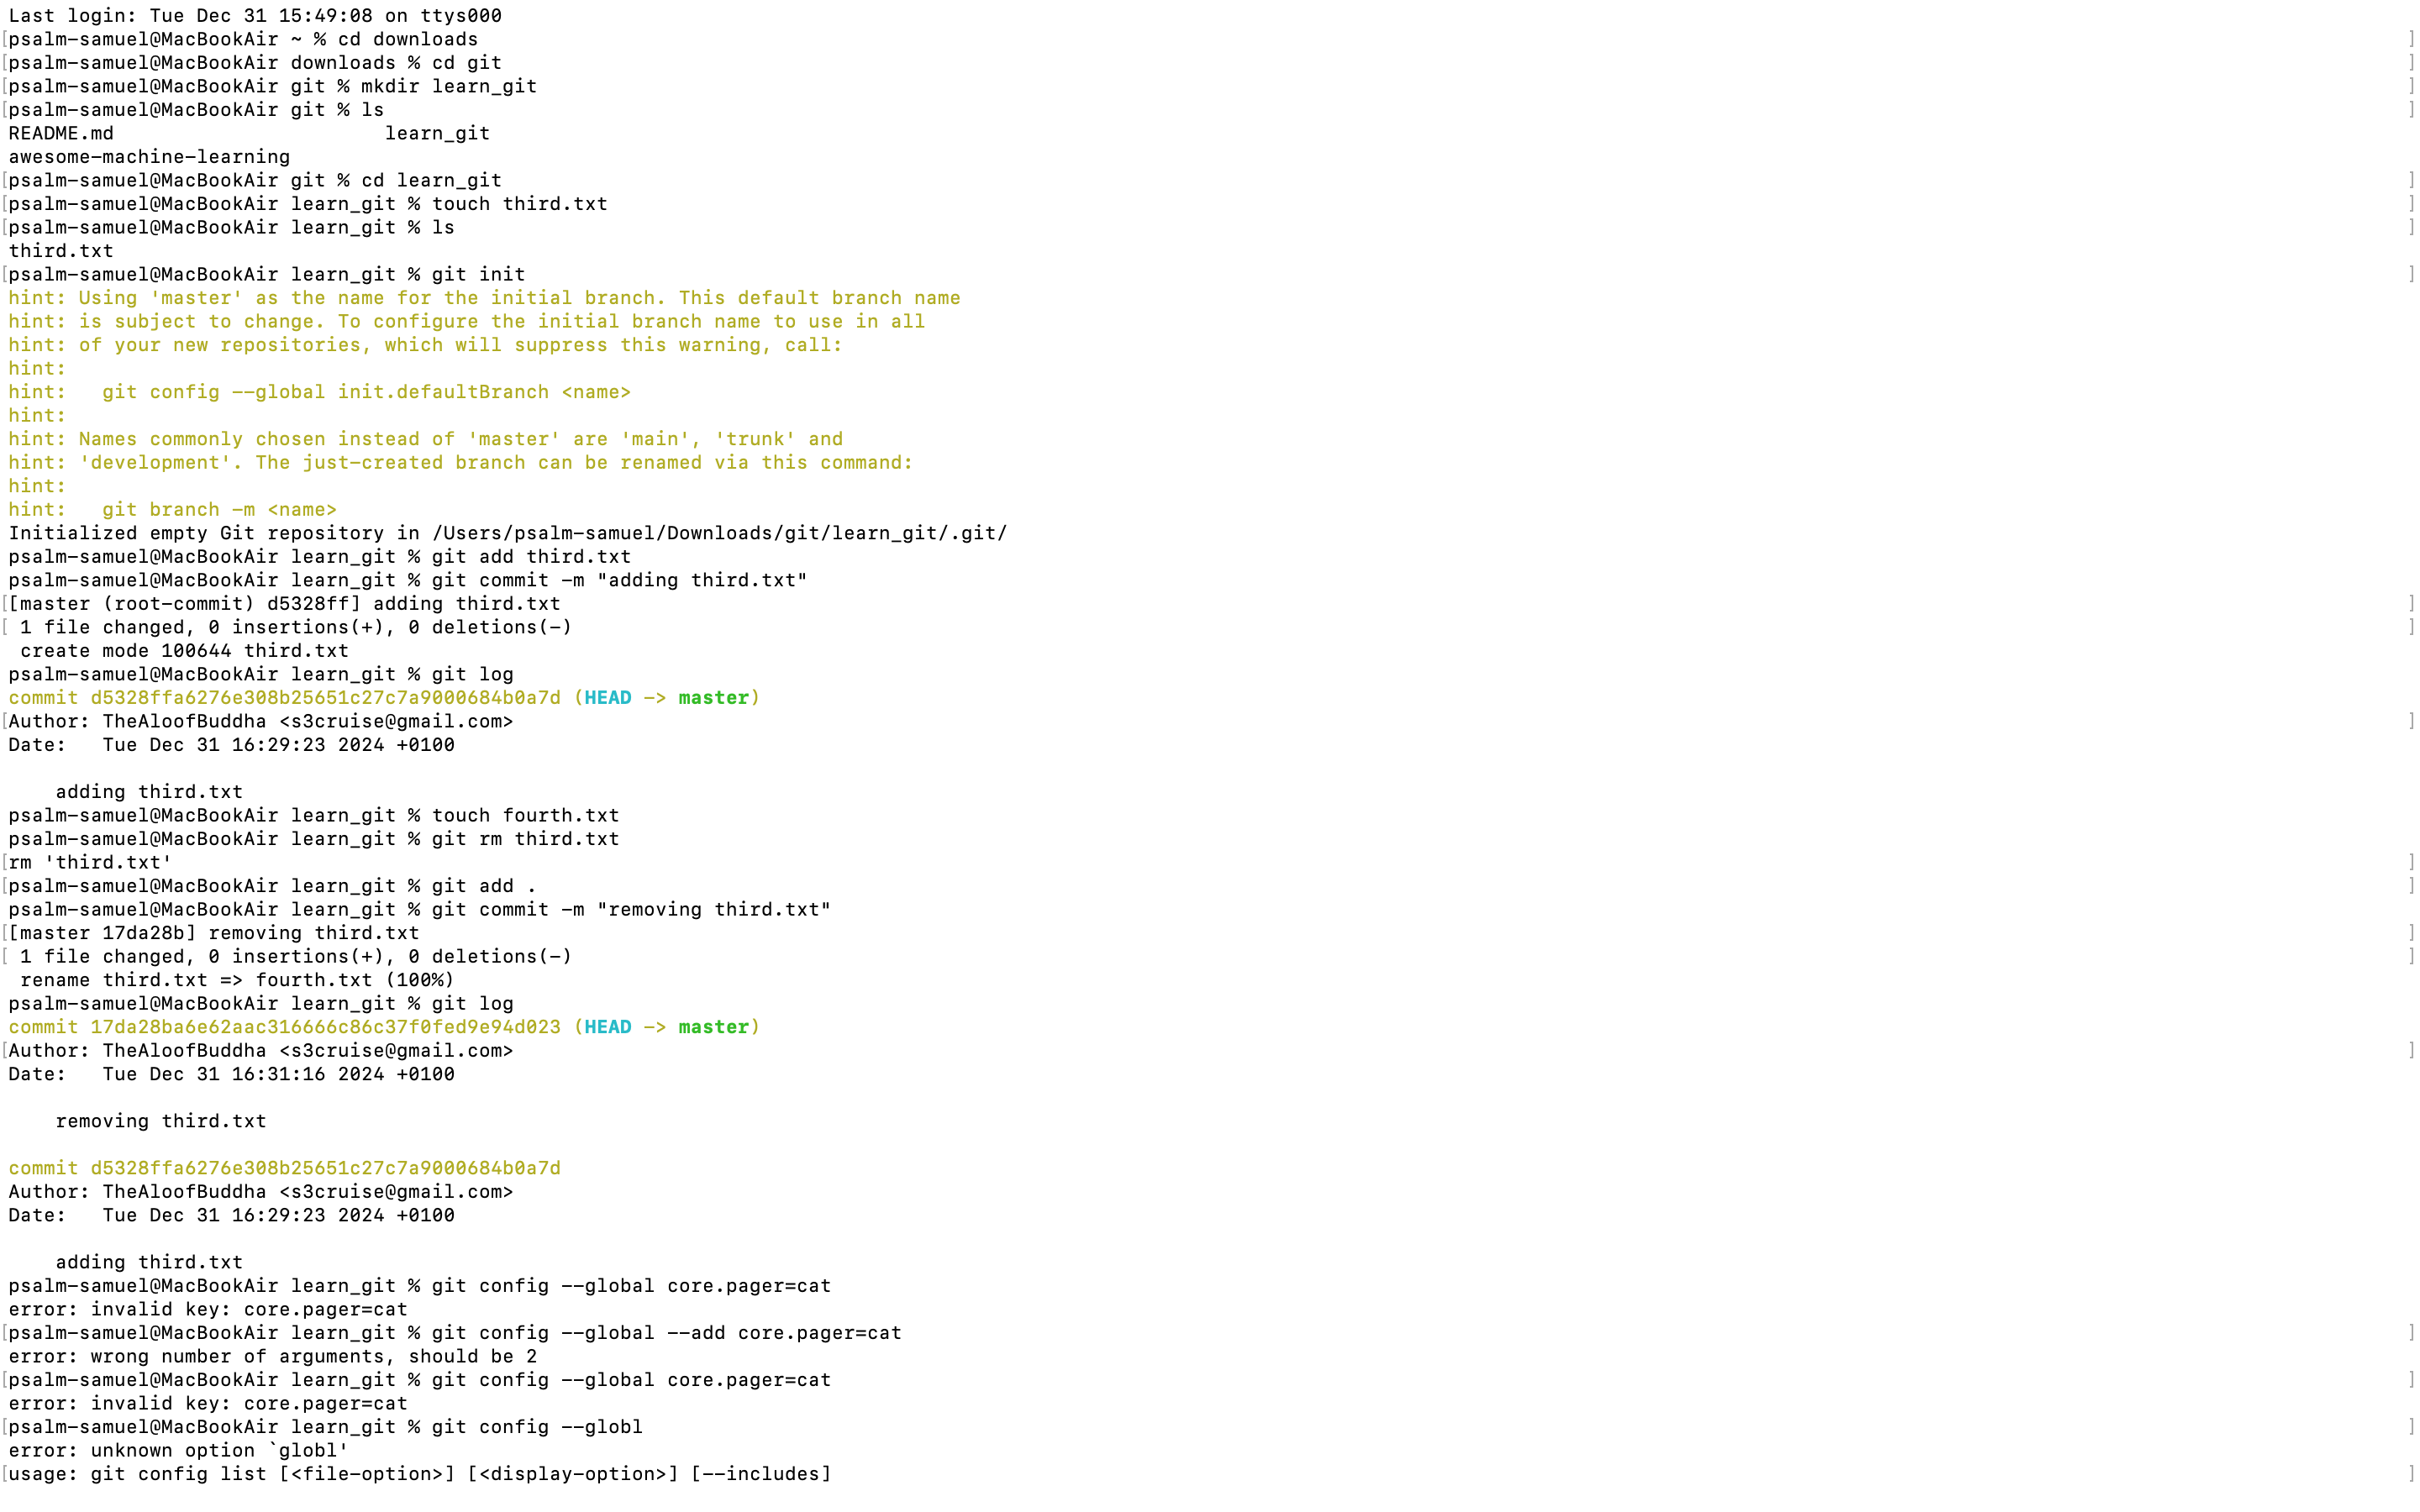 Last login: Tue Dec 31 15:49:08 on ttys000
[psalm-samuel@MacBookAir ~ % cd downloads ]
[psalm-samuel@MacBookAir downloads % cd git ]
[psalm-samuel@MacBookAir git % mkdir learn_git ]
[psalm-samuel@MacBookAir git % ls ]
README.md                       learn_git
awesome-machine-learning
[psalm-samuel@MacBookAir git % cd learn_git ]
[psalm-samuel@MacBookAir learn_git % touch third.txt ]
[psalm-samuel@MacBookAir learn_git % ls ]
third.txt
[psalm-samuel@MacBookAir learn_git % git init ]
hint: Using 'master' as the name for the initial branch. This default branch name
hint: is subject to change. To configure the initial branch name to use in all
hint: of your new repositories, which will suppress this warning, call:
hint:
hint:   git config --global init.defaultBranch <name>
hint:
hint: Names commonly chosen instead of 'master' are 'main', 'trunk' and
hint: 'development'. The just-created branch can be renamed via this command:
hint:
hint:   git branch -m <name>
Initialized empty Git repository in /Users/psalm-samuel/Downloads/git/learn_git/.git/
psalm-samuel@MacBookAir learn_git % git add third.txt
psalm-samuel@MacBookAir learn_git % git commit -m "adding third.txt"
[[master (root-commit) d5328ff] adding third.txt ]
[ 1 file changed, 0 insertions(+), 0 deletions(-) ]
 create mode 100644 third.txt
psalm-samuel@MacBookAir learn_git % git log
commit d5328ffa6276e308b25651c27c7a9000684b0a7d (HEAD -> master)
[Author: TheAloofBuddha <s3cruise@gmail.com> ]
Date:   Tue Dec 31 16:29:23 2024 +0100

    adding third.txt
psalm-samuel@MacBookAir learn_git % touch fourth.txt
psalm-samuel@MacBookAir learn_git % git rm third.txt
[rm 'third.txt' ]
[psalm-samuel@MacBookAir learn_git % git add . ]
psalm-samuel@MacBookAir learn_git % git commit -m "removing third.txt"
[[master 17da28b] removing third.txt ]
[ 1 file changed, 0 insertions(+), 0 deletions(-) ]
 rename third.txt => fourth.txt (100%)
psalm-samuel@MacBookAir learn_git % git log
commit 17da28ba6e62aac316666c86c37f0fed9e94d023 (HEAD -> master)
[Author: TheAloofBuddha <s3cruise@gmail.com> ]
Date:   Tue Dec 31 16:31:16 2024 +0100

    removing third.txt

commit d5328ffa6276e308b25651c27c7a9000684b0a7d
Author: TheAloofBuddha <s3cruise@gmail.com>
Date:   Tue Dec 31 16:29:23 2024 +0100

    adding third.txt
psalm-samuel@MacBookAir learn_git % git config --global core.pager=cat
error: invalid key: core.pager=cat
[psalm-samuel@MacBookAir learn_git % git config --global --add core.pager=cat ]
error: wrong number of arguments, should be 2
[psalm-samuel@MacBookAir learn_git % git config --global core.pager=cat ]
error: invalid key: core.pager=cat
[psalm-samuel@MacBookAir learn_git % git config --globl ]
error: unknown option `globl'
[usage: git config list [<file-option>] [<display-option>] [--includes] ]